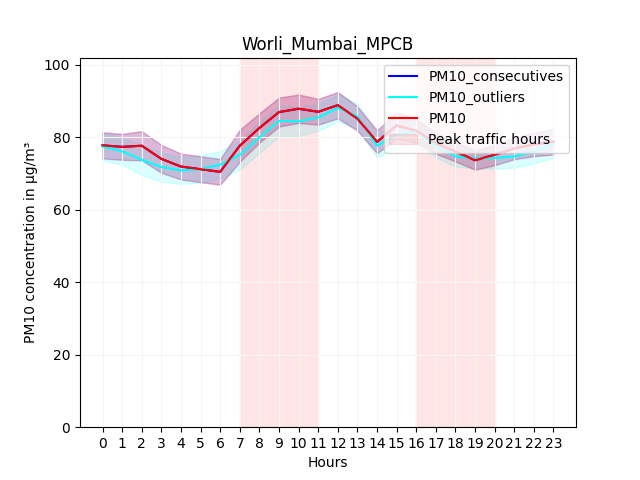 Worli_Mumbai_MPCB
PM10_consecutives
PM10_outliers
PM10
Peak traffic hours
PM10 concentration in µg/m³
100
80
60
40
20
0
0 1 2 3 4 5 6 7 8 9 10 11 12 13 14 15 16 17 18 19 20 21 22 23
Hours